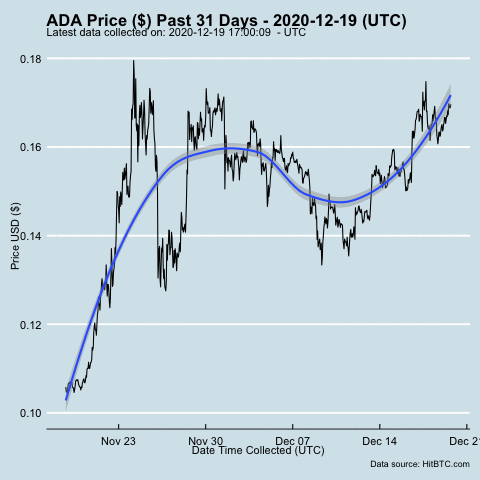 ADA Price ($) Past 31 Days - 2020-12-19 (UTC)
Latest data collected on: 2020-12-19 17:00:09 - UTC
0.18
0.16
0.14
0.12
0.10
Price USD ($)
Nov 23
Nov 30
Dec 07
Dec 14
Dec 21
Date Time Collected (UTC)
Data source: HitBTC.com